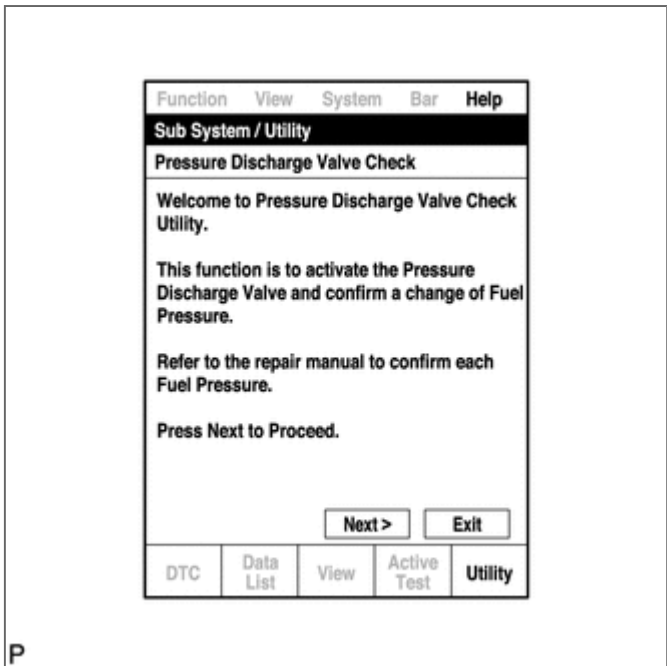 Function View System Bar Help
Sub System / Utility
Pressure Discharge Valve Check
Welcome to Pressure Discharge Valve Check
Utility.
This function is to activate the Pressure
Discharge Valve and confirm a change of Fuel
Pressure.
Refer to the repair manual to confirm each
Fuel Pressure.
Press Next to Proceed.
Next > Exit
DTC Data List View Active Test Utility
P